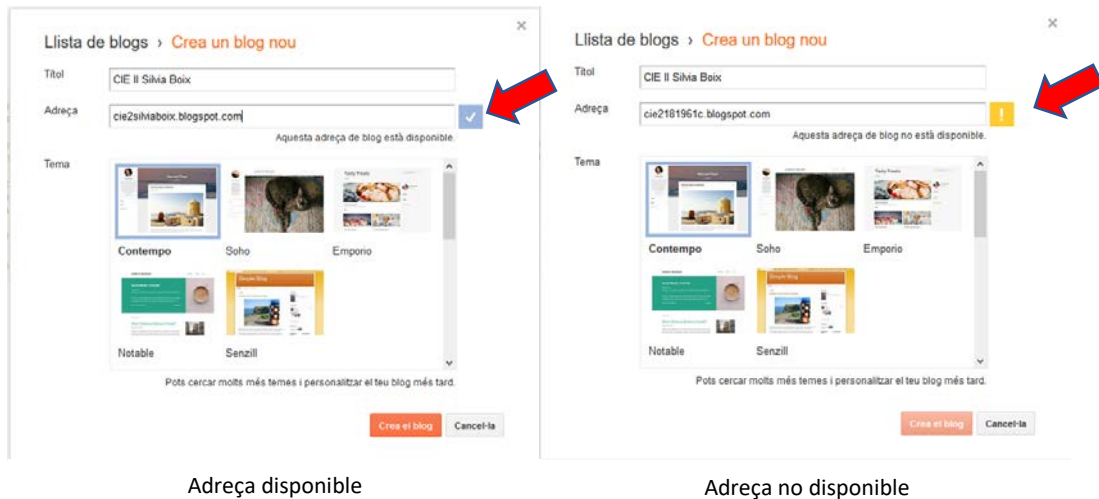 Llista de blogs › Crea un blog nou
Títol
CIE II Silvia Boix
Adreça
cie2silviaboix.blogspot.com
Aquesta adreça de blog està disponible.
Tema
Contempo
Soho
Emporio
Simple Blog
Notable
Senzill
Pots cercar molts més temes i personalitzar el teu blog més tard.
Crea el blog
Cancel·la
Adreça disponible
Llista de blogs › Crea un blog nou
Títol
CIE II Silvia Boix
Adreça
cie2181961c.blogspot.com
Aquesta adreça de blog no està disponible.
Tema
Contempo
Soho
Emporio
Simple Blog
Notable
Senzill
Pots cercar molts més temes i personalitzar el teu blog més tard.
Crea el blog
Cancel·la
Adreça no disponible